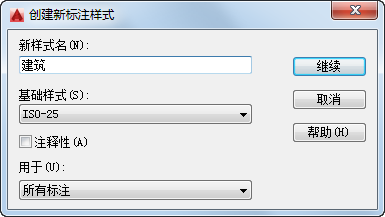 创建新标注样式
新样式名(N):
建筑
继续
基础样式(S):
ISO-25
取消
注释性(A)
帮助(H)
用于(U):
所有标注